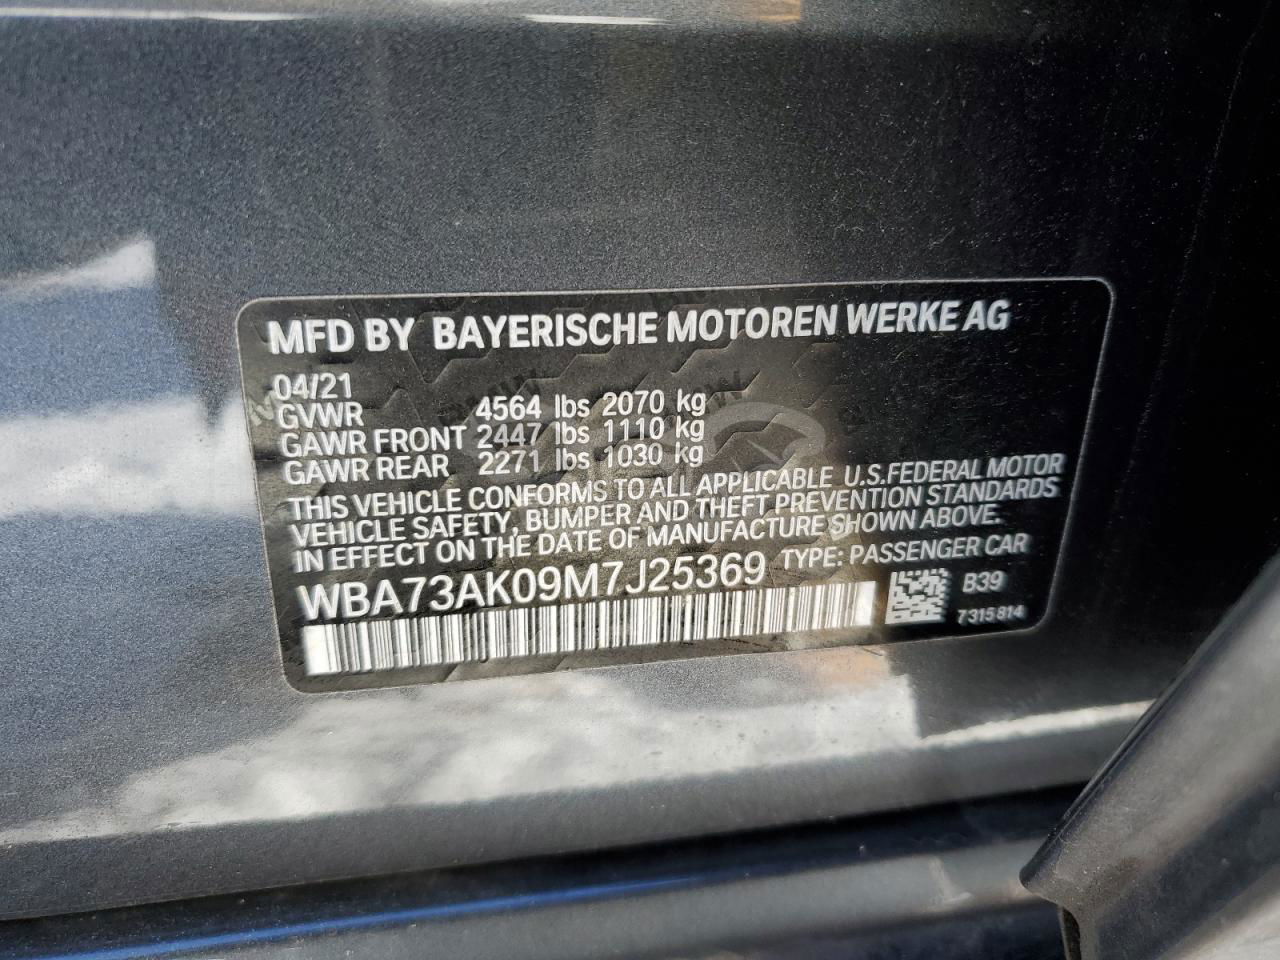 MFD BY BAYERISCHE MOTOREN WERKE AG
04/21
GVWR 4564 lbs 2070 kg
GAWR FRONT 2447 lbs 1110 kg
GAWR REAR 2271 lbs 1030 kg
THIS VEHICLE CONFORMS TO ALL APPLICABLE U.S.FEDERAL MOTOR
VEHICLE SAFETY, BUMPER AND THEFT PREVENTION STANDARDS
IN EFFECT ON THE DATE OF MANUFACTURE SHOWN ABOVE.
WBA73AK09M7J25369 TYPE: PASSENGER CAR
B39
7315814